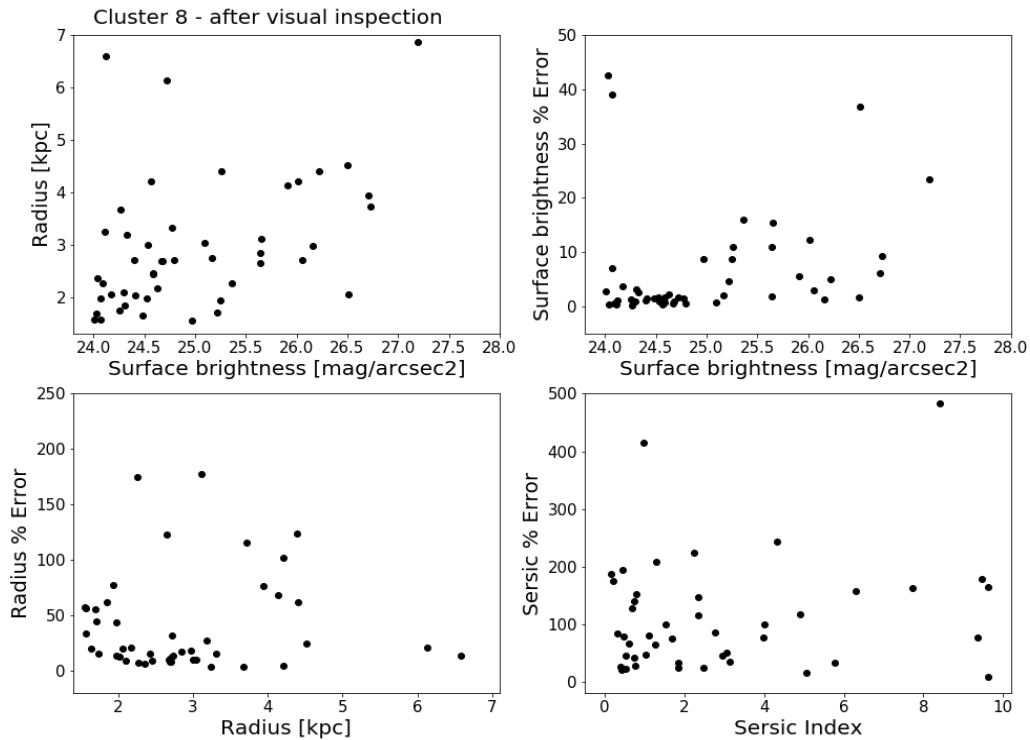 Cluster 8 - after visual inspection
7
6
5
4
3
2
Radius [kpc]
24.0 24.5 25.0 25.5 26.0 26.5 27.0 27.5 28.0
Surface brightness [mag/arcsec2]
50
40
30
20
10
0
Surface brightness % Error
24.0 24.5 25.0 25.5 26.0 26.5 27.0 27.5 28.0
Surface brightness [mag/arcsec2]
250
200
150
100
50
0
Radius % Error
2 3 4 5 6 7
Radius [kpc]
500
400
300
200
100
0
Sersic % Error
0 2 4 6 8 10
Sersic Index